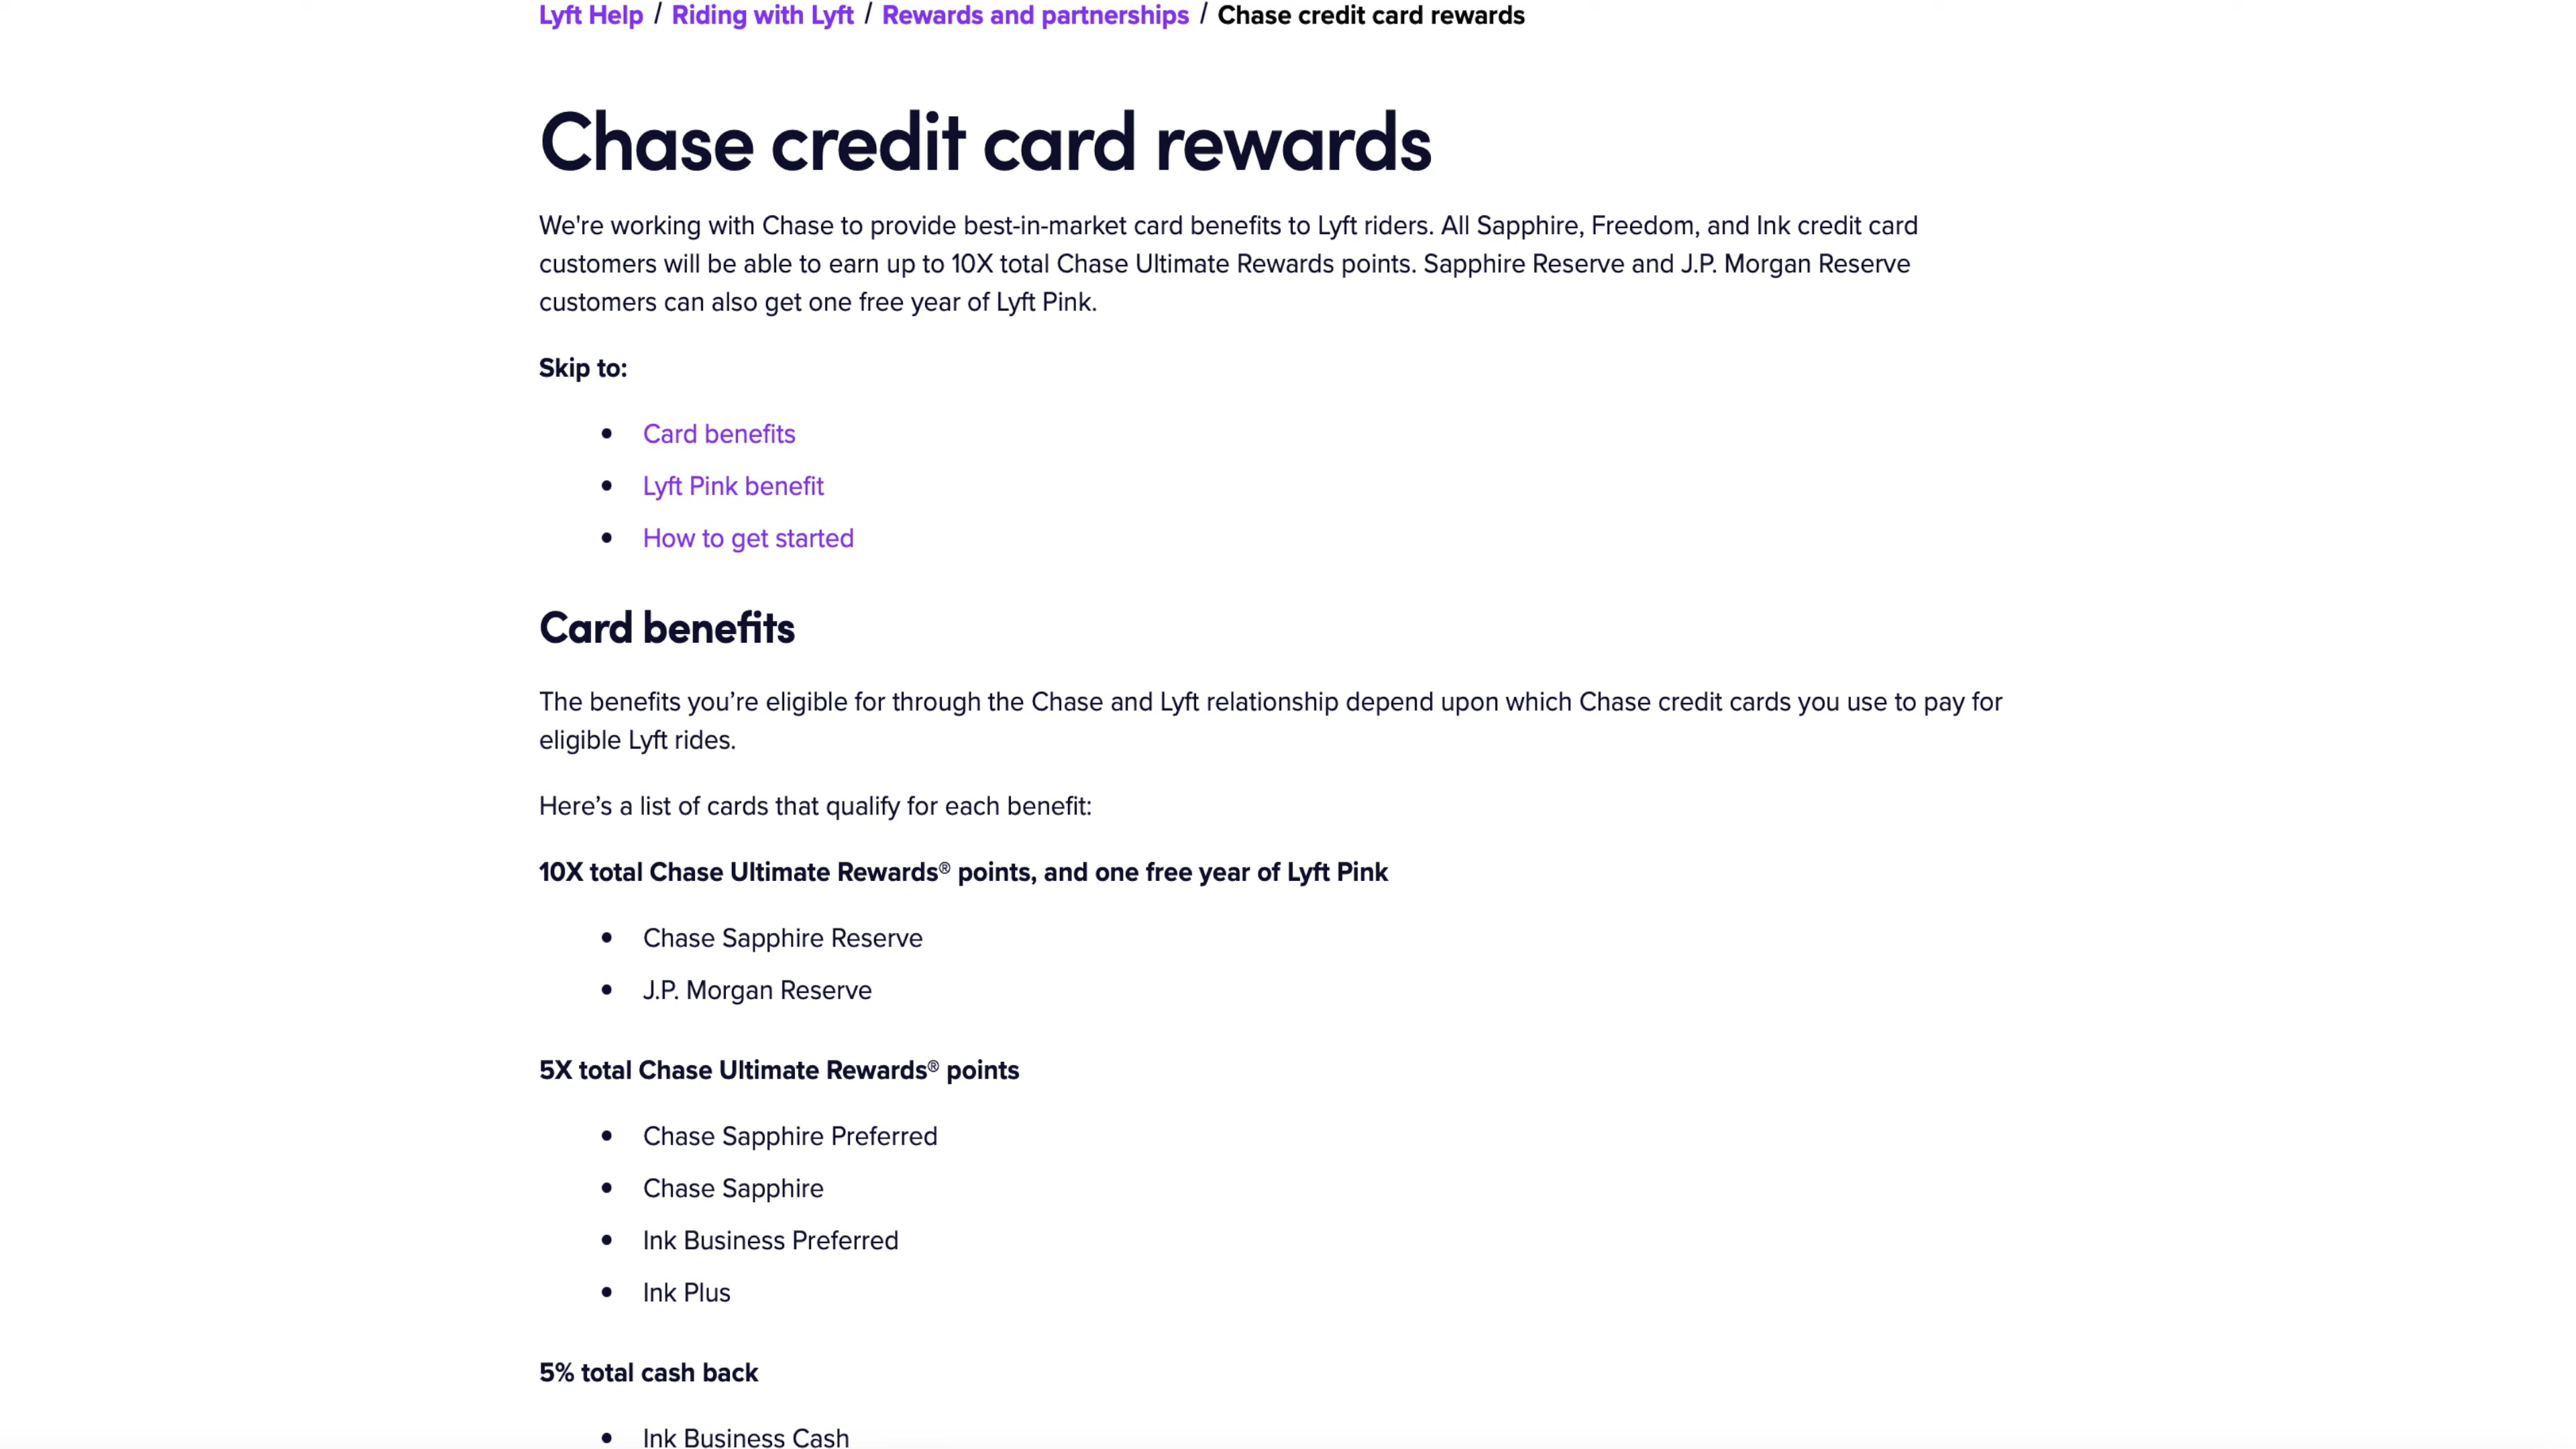 Lyft Help / Riding with Lyft / Rewards and partnerships / Chase credit card rewards
Chase credit card rewards
We're working with Chase to provide best-in-market card benefits to Lyft riders. All Sapphire, Freedom, and Ink credit card
customers will be able to earn up to 10X total Chase Ultimate Rewards points. Sapphire Reserve and J.P. Morgan Reserve
customers can also get one free year of Lyft Pink.
Skip to:
• Card benefits
• Lyft Pink benefit
• How to get started
Card benefits
The benefits you’re eligible for through the Chase and Lyft relationship depend upon which Chase credit cards you use to pay for
eligible Lyft rides.
Here’s a list of cards that qualify for each benefit:
10X total Chase Ultimate Rewards® points, and one free year of Lyft Pink
• Chase Sapphire Reserve
• J.P. Morgan Reserve
5X total Chase Ultimate Rewards® points
• Chase Sapphire Preferred
• Chase Sapphire
• Ink Business Preferred
• Ink Plus
5% total cash back
• Ink Business Cash